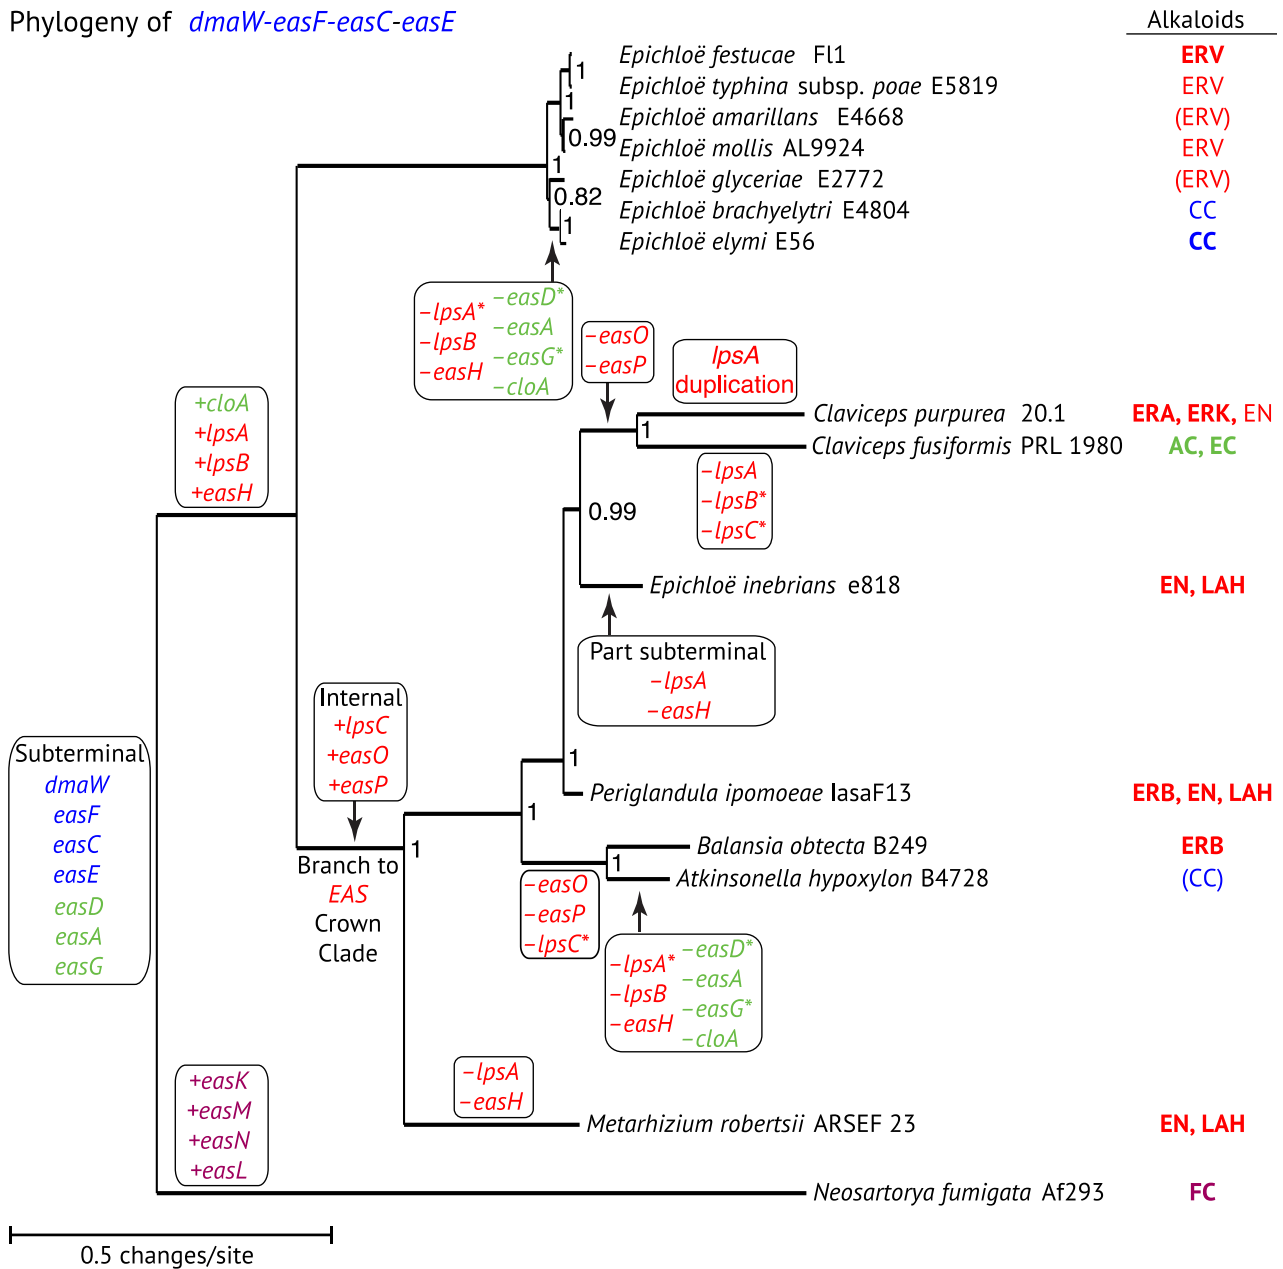 Phylogeny of dmaW-easF-easC-easE
Alkaloids
Epichloë festucae Fl1 ERV
1
Epichloë typhina subsp. poae E5819 ERV
1
Epichloë amarillans E4668 (ERV)
0.99
Epichloë mollis AL9924 ERV
1
Epichloë glyceriae E2772 (ERV)
0.82
Epichloë brachyelytri E4804 CC
1
Epichloë elymi E56 CC
–lpsA*
–lpsB
–easH
–easD*
–easA
–easG*
–cloA
–easO
–easP
lpsA
duplication
+cloA
+lpsA
+lpsB
+easH
Claviceps purpurea 20.1 ERA, ERK, EN
1
Claviceps fusiformis PRL 1980 AC, EC
–lpsA
–lpsB*
–lpsC*
0.99
Epichloë inebrians e818 EN, LAH
Part subterminal
–lpsA
–easH
Internal
+lpsC
+easO
+easP
Subterminal
dmaW
easF
easC
easE
easD
easA
easG
1
Periglandula ipomoeae IasaF13 ERB, EN, LAH
1
Balansia obtecta B249 ERB
1
Atkinsonella hypoxylon B4728 (CC)
1
Branch to
EAS
Crown
Clade
–easO
–easP
–lpsC*
–lpsA*
–lpsB
–easH
–easD*
–easA
–easG*
–cloA
–lpsA
–easH
Metarhizium robertsii ARSEF 23 EN, LAH
+easK
+easM
+easN
+easL
Neosartorya fumigata Af293 FC
0.5 changes/site